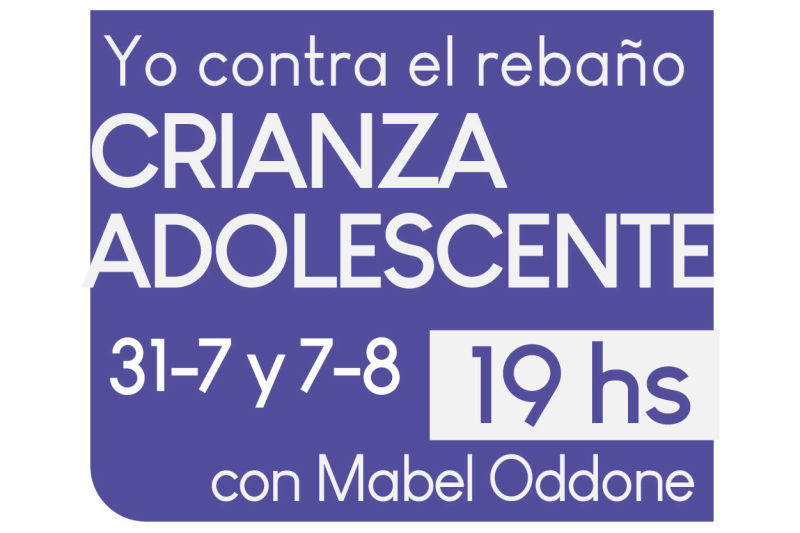 Yo contra el rebaño
CRIANZA
ADOLESCENTE
31-7 y 7-8
19 hs
con Mabel Oddone